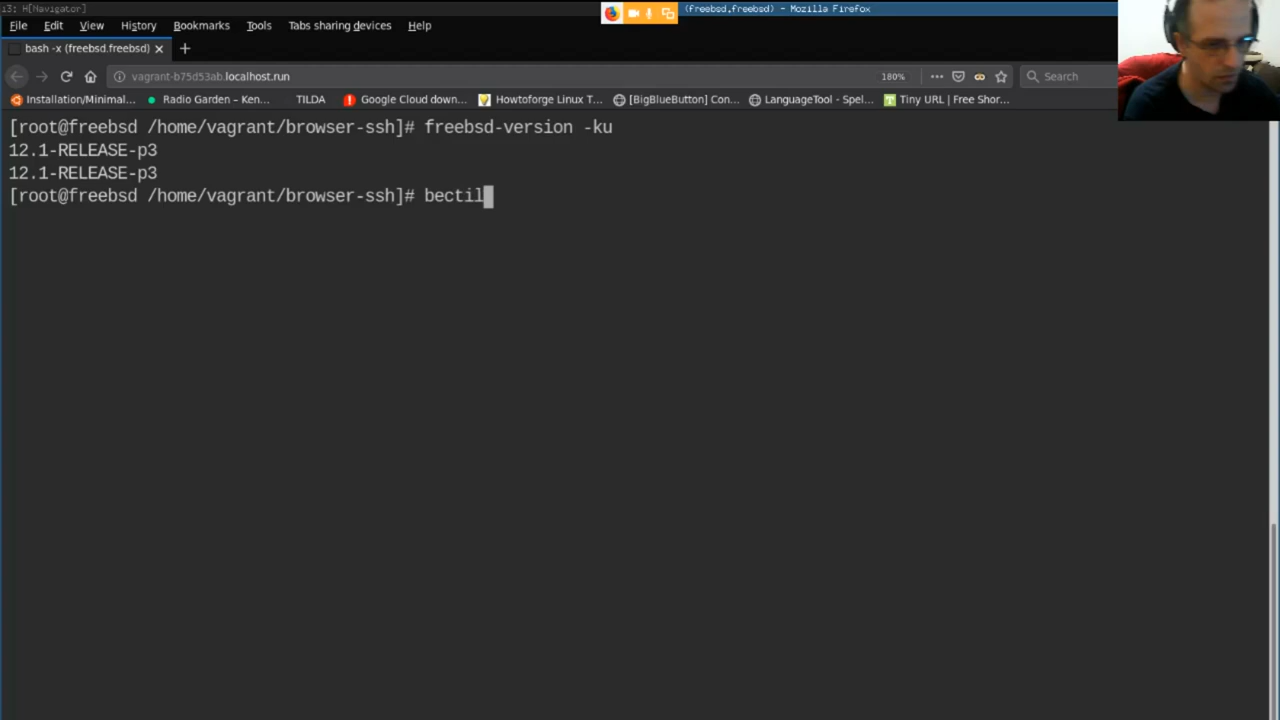 i3: H[Navigator]
(freebsd,freebsd) - Mozilla Firefox
File Edit View History Bookmarks Tools Tabs sharing devices Help
bash -x (freebsd.freebsd)
vagrant-b75d53ab.localhost.run 180% Search
Installation/Minimal... Radio Garden – Ken... TILDA Google Cloud down... Howtoforge Linux T... [BigBlueButton] Con... LanguageTool - Spel... Tiny URL | Free Shor...
[root@freebsd /home/vagrant/browser-ssh]# freebsd-version -ku
12.1-RELEASE-p3
12.1-RELEASE-p3
[root@freebsd /home/vagrant/browser-ssh]# bectil